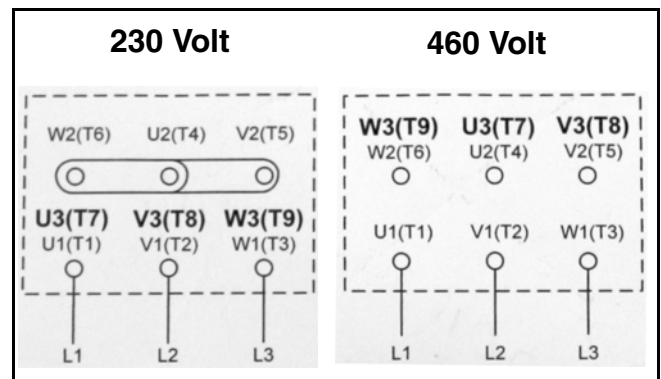 230 Volt
W2(T6) U2(T4) V2(T5)
U3(T7) V3(T8) W3(T9)
U1(T1) V1(T2) W1(T3)
L1 L2 L3
460 Volt
W3(T9) U3(T7) V3(T8)
W2(T6) U2(T4) V2(T5)
U1(T1) V1(T2) W1(T3)
L1 L2 L3